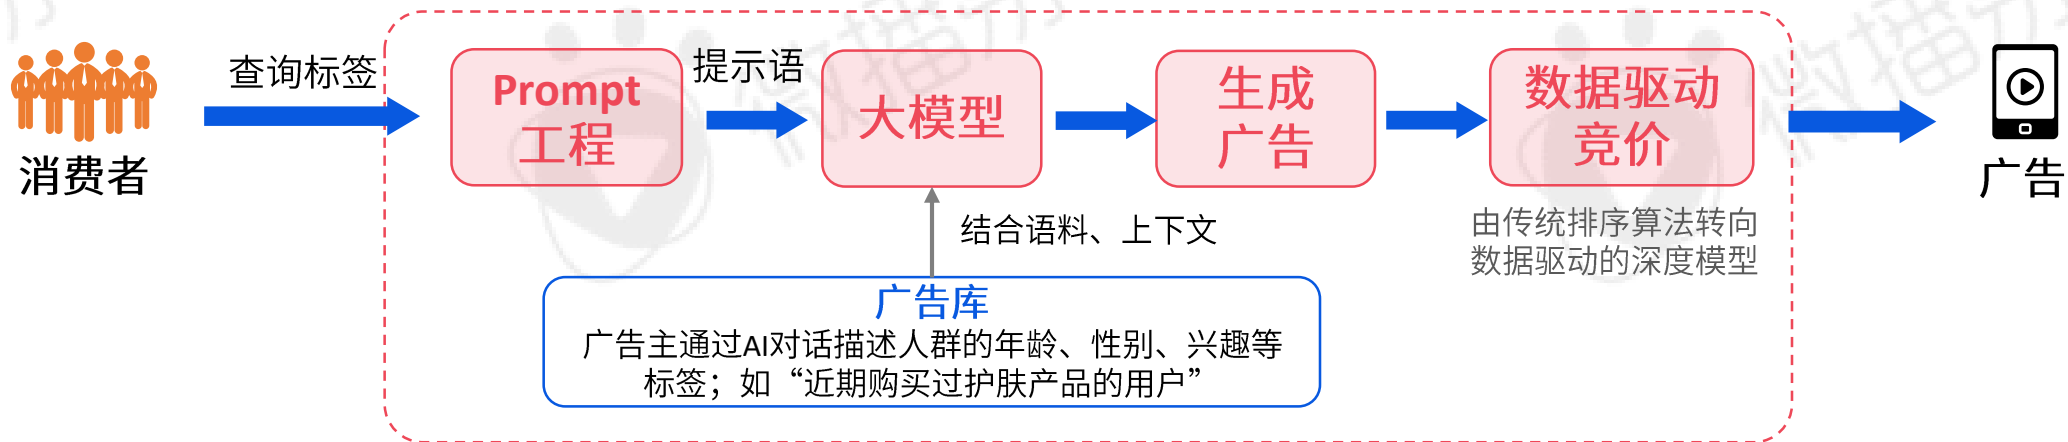 查询标签
消费者
Prompt
工程
提示语
大模型
生成
广告
数据驱动
竞价
由传统排序算法转向
数据驱动的深度模型
广告
结合语料、上下文
广告库
广告主通过AI对话描述人群的年龄、性别、兴趣等
标签；如“近期购买过护肤产品的用户”